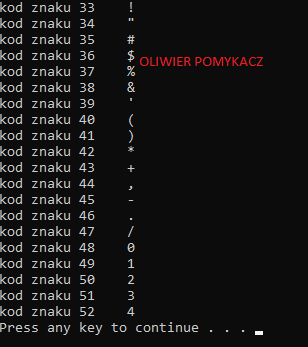 kod znaku 33 !
kod znaku 34 "
kod znaku 35 #
kod znaku 36 $ OLIWIER POMYKACZ
kod znaku 37 %
kod znaku 38 &
kod znaku 39 '
kod znaku 40 (
kod znaku 41 )
kod znaku 42 *
kod znaku 43 +
kod znaku 44 ,
kod znaku 45 -
kod znaku 46 .
kod znaku 47 /
kod znaku 48 0
kod znaku 49 1
kod znaku 50 2
kod znaku 51 3
kod znaku 52 4
Press any key to continue . . .